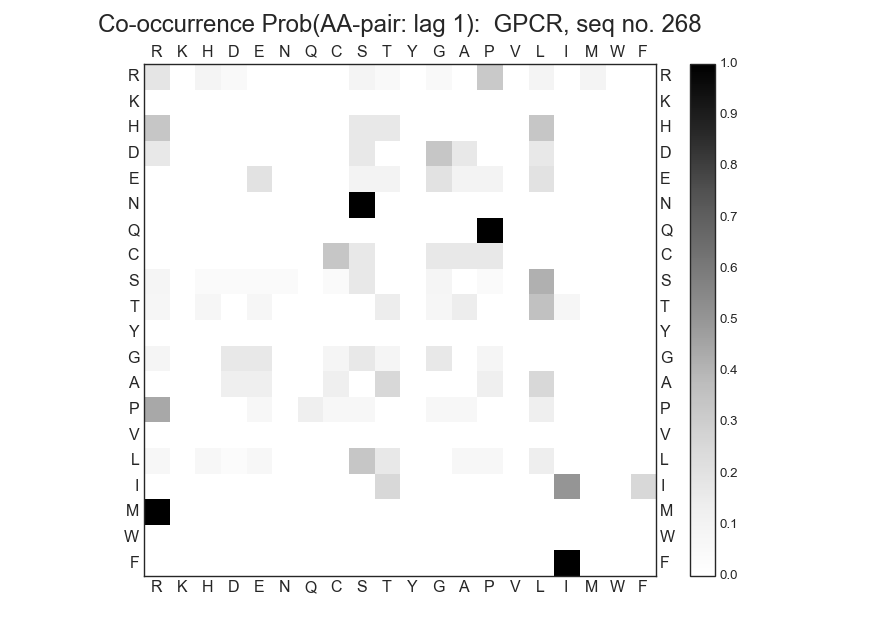 Co-occurrence Prob(AA-pair: lag 1):  GPCR, seq no. 268
R K H D E N Q C S T Y G A P V L I M W F
R R 1.0
K K 0.9
H H
D D 0.8
E E
N N 0.7
Q Q
C C 0.6
S S
T T 0.5
Y Y
G G 0.4
A A
P P 0.3
V V
L L 0.2
I I
M M 0.1
W W
F F 0.0
R K H D E N Q C S T Y G A P V L I M W F